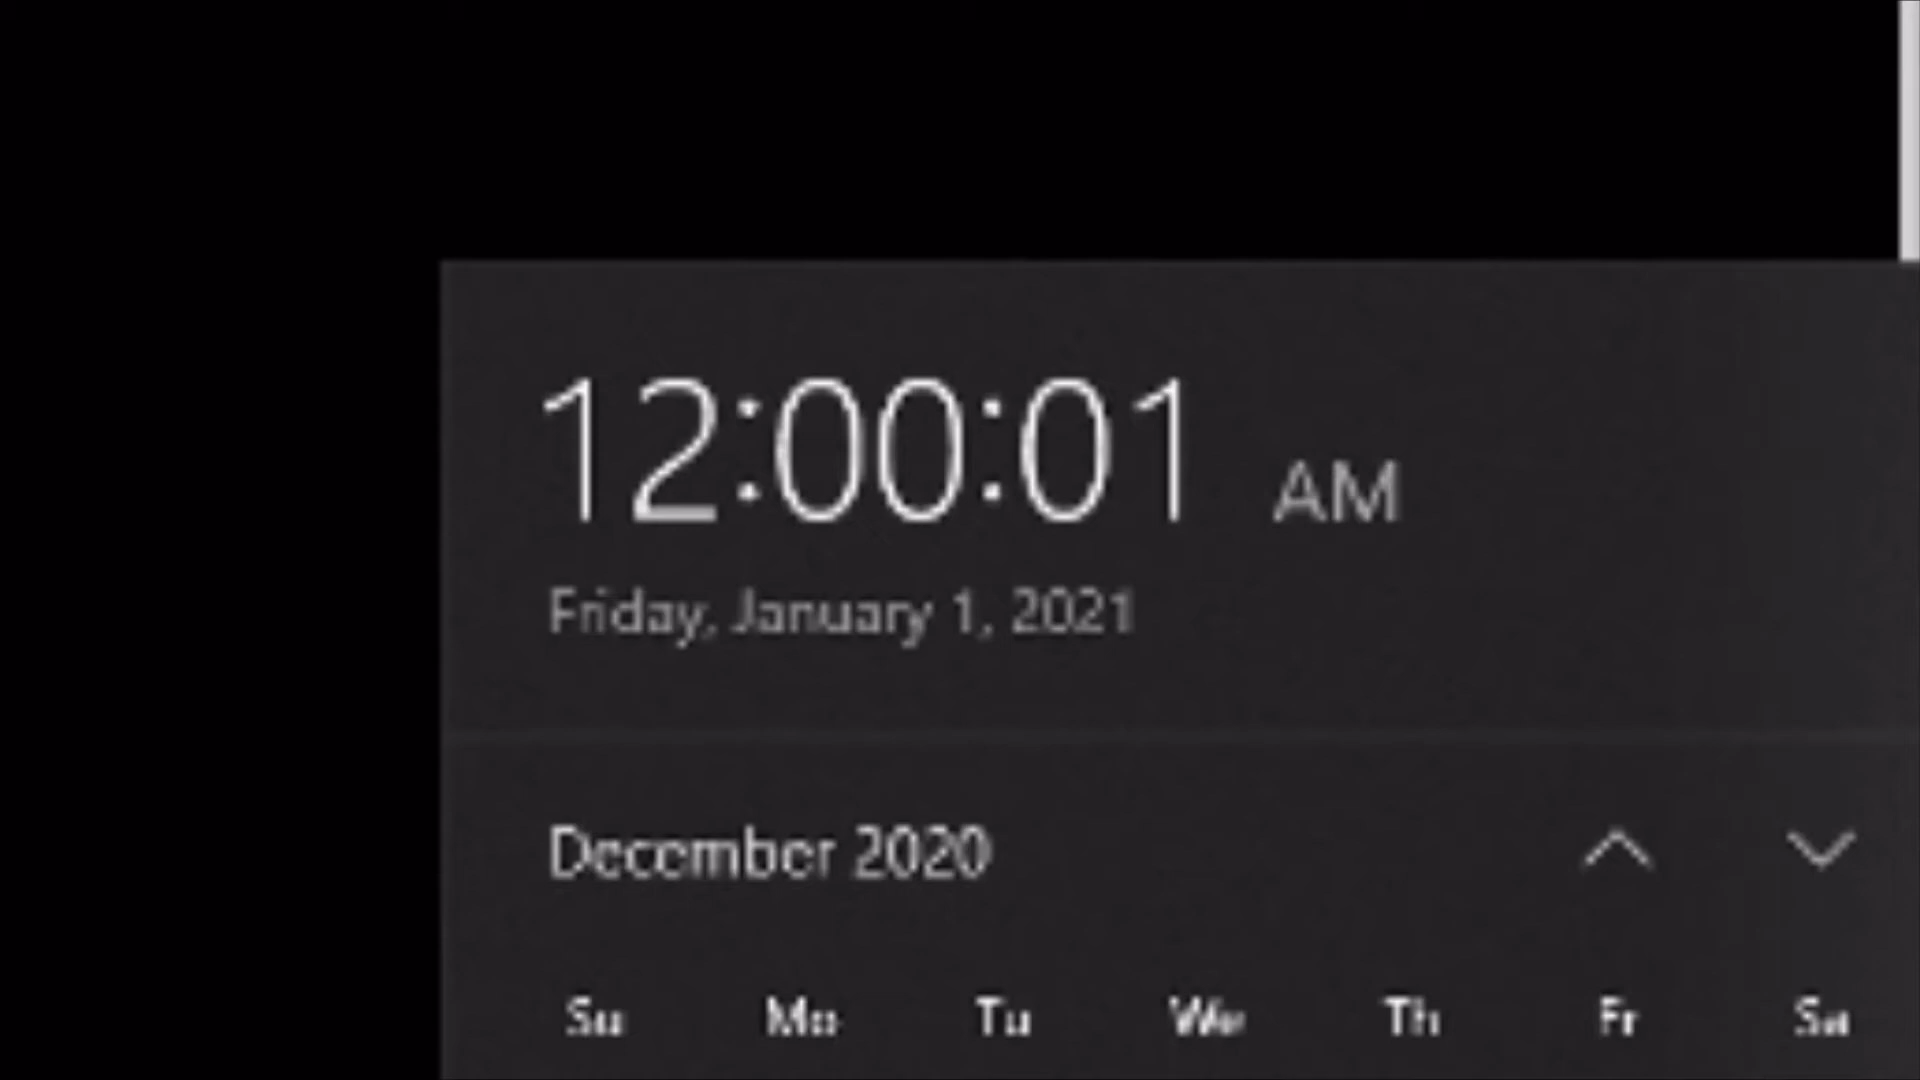 12:00:01 AM
Friday, January 1, 2021
December 2020
Su Mo Tu We Th Fr Sa